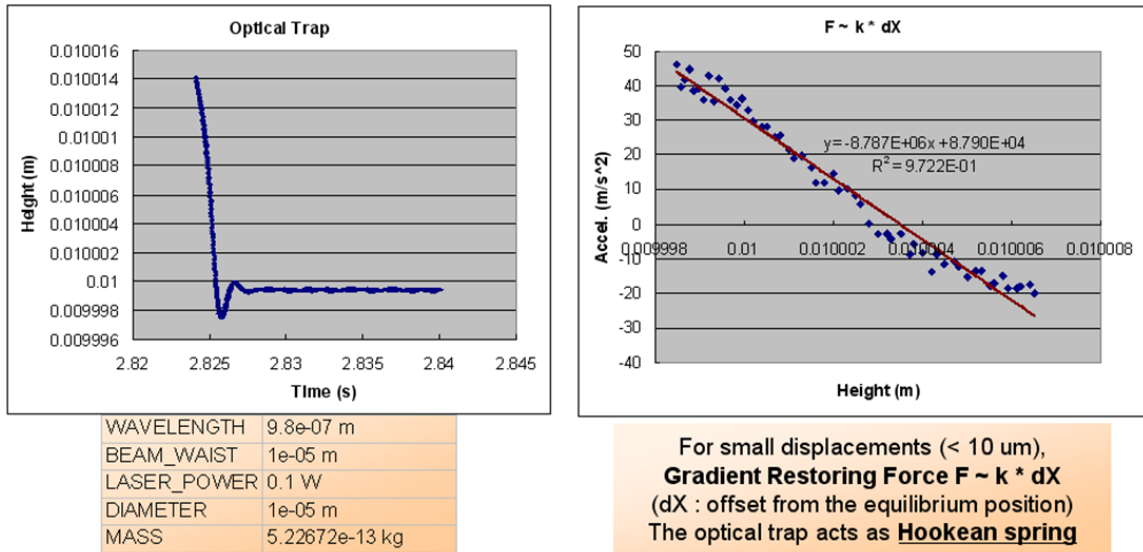 Optical Trap
Height (m)
0.010016
0.010014
0.010012
0.01001
0.010008
0.010006
0.010004
0.010002
0.01
0.009998
0.009996
2.82
2.825
2.83
2.835
2.84
2.845
Time (s)
F ~ k * dX
Accel. (m/s^2)
50
40
30
20
10
0
-10
-20
-30
-40
y = -8.787E+06x + 8.790E+04
R² = 9.722E-01
0.009998
0.01
0.010002
0.010004
0.010006
0.010008
Height (m)
WAVELENGTH 9.8e-07 m
BEAM_WAIST 1e-05 m
LASER_POWER 0.1 W
DIAMETER 1e-05 m
MASS 5.22672e-13 kg
For small displacements (< 10 um),
Gradient Restoring Force F ~ k * dX
(dX : offset from the equilibrium position)
The optical trap acts as Hookean spring